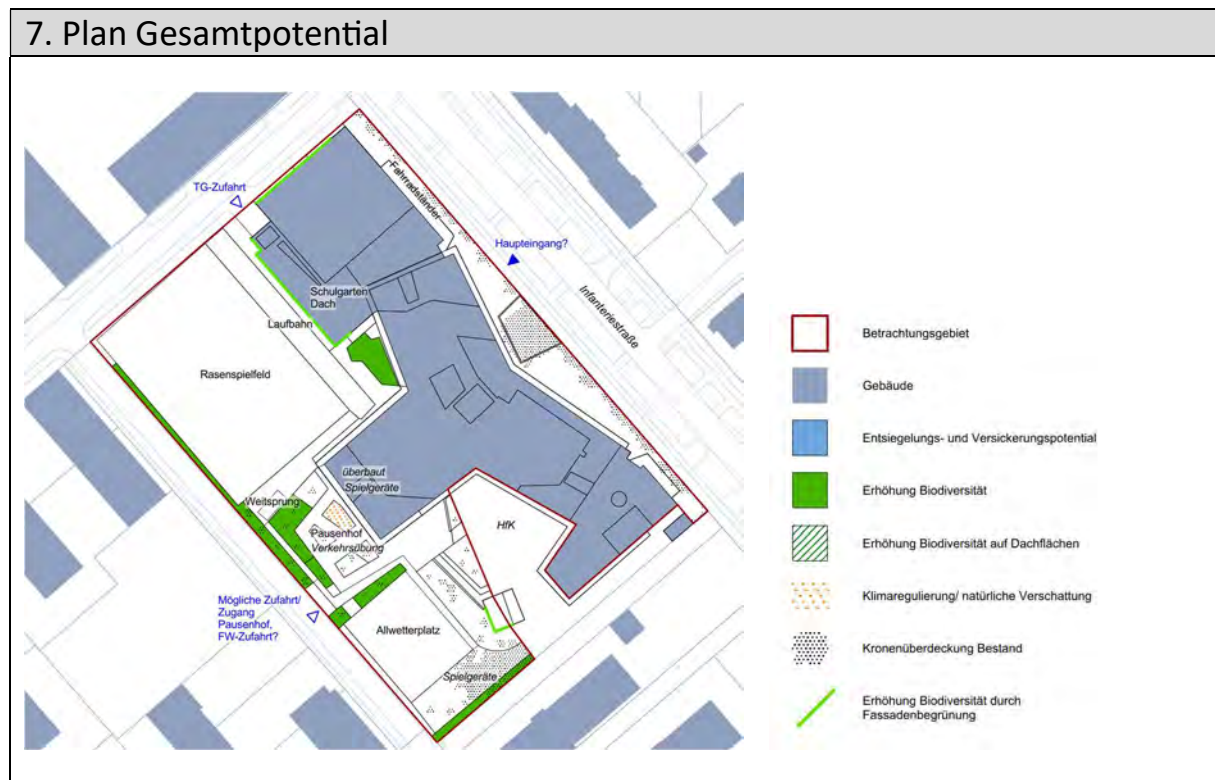 7. Plan Gesamtpotential
TG-Zufahrt
Fahrradständer
Haupteingang?
Infanteriestraße
Schulgarten
Dach
Laufbahn
Rasenspielfeld
überbaut
Spielgeräte
Weitsprung
Pausenhof
Verkehrsübung
HfK
Mögliche Zufahrt/
Zugang
Pausenhof,
FW-Zufahrt?
Allwetterplatz
Spielgeräte
Betrachtungsgebiet
Gebäude
Entsiegelungs- und Versickerungspotential
Erhöhung Biodiversität
Erhöhung Biodiversität auf Dachflächen
Klimaregulierung/ natürliche Verschattung
Kronenüberdeckung Bestand
Erhöhung Biodiversität durch
Fassadenbegrünung